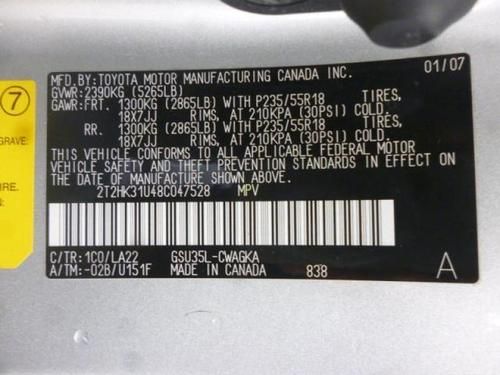 MFD. BY: TOYOTA MOTOR MANUFACTURING CANADA INC. 01/07
GVWR: 2390KG (5265LB)
GAWR: FRT. 1300KG (2865LB) WITH P235/55R18 TIRES,
18X7JJ RIMS, AT 210KPA (30PSI) COLD.
RR. 1300KG (2865LB) WITH P235/55R18 TIRES,
18X7JJ RIMS, AT 210KPA (30PSI) COLD.
THIS VEHICLE CONFORMS TO ALL APPLICABLE FEDERAL MOTOR
VEHICLE SAFETY AND THEFT PREVENTION STANDARDS IN EFFECT
ON THE DATE OF MANUFACTURE SHOWN ABOVE.
2T2HK31U48C047528 MPV
C/TR: 1C0/LA22 GSU35L-CWAGKA
A/TM: -02B/U151F MADE IN CANADA 838 A
7
GRAVE: